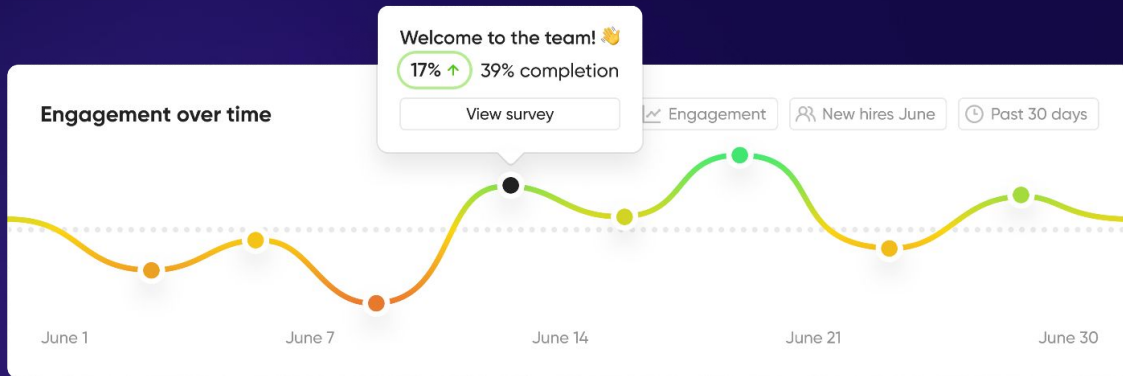 Welcome to the team! 👋
17% ↑ 39% completion
View survey
Engagement over time
Engagement
New hires June
Past 30 days
June 1
June 7
June 14
June 21
June 30